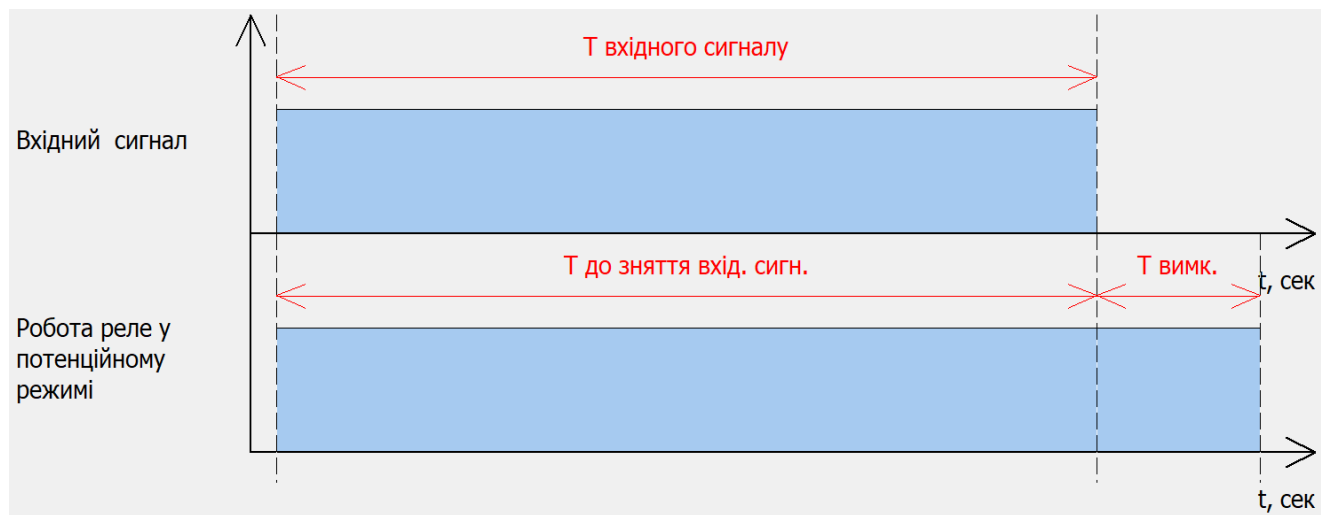 Т вхідного сигналу
Вхідний сигнал
Т до зняття вхід. сигн.
Т вимк.
t, сек
Робота реле у
потенційному
режимі
t, сек